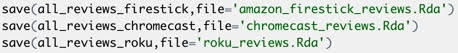 save(all_reviews_firestick,file='amazon_firestick_reviews.Rda')
save(all_reviews_chromecast,file='chromecast_reviews.Rda')
save(all_reviews_roku,file='roku_reviews.Rda')